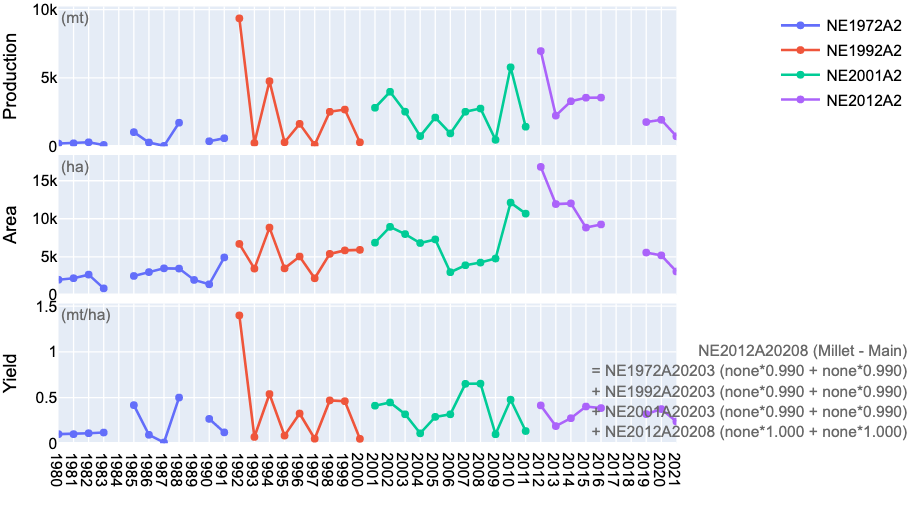 10k
(mt)
Production
5k
0
NE1972A2
NE1992A2
NE2001A2
NE2012A2
(ha)
15k
Area
10k
5k
0
1.5
(mt/ha)
Yield
1
0.5
0
NE2012A20208 (Millet - Main)
= NE1972A20203 (none*0.990 + none*0.990)
+ NE1992A20203 (none*0.990 + none*0.990)
+ NE2001A20203 (none*0.990 + none*0.990)
+ NE2012A20208 (none*1.000 + none*1.000)
1980
1981
1982
1983
1984
1985
1986
1987
1988
1989
1990
1991
1992
1993
1994
1995
1996
1997
1998
1999
2000
2001
2002
2003
2004
2005
2006
2007
2008
2009
2010
2011
2012
2013
2014
2015
2016
2017
2018
2019
2020
2021